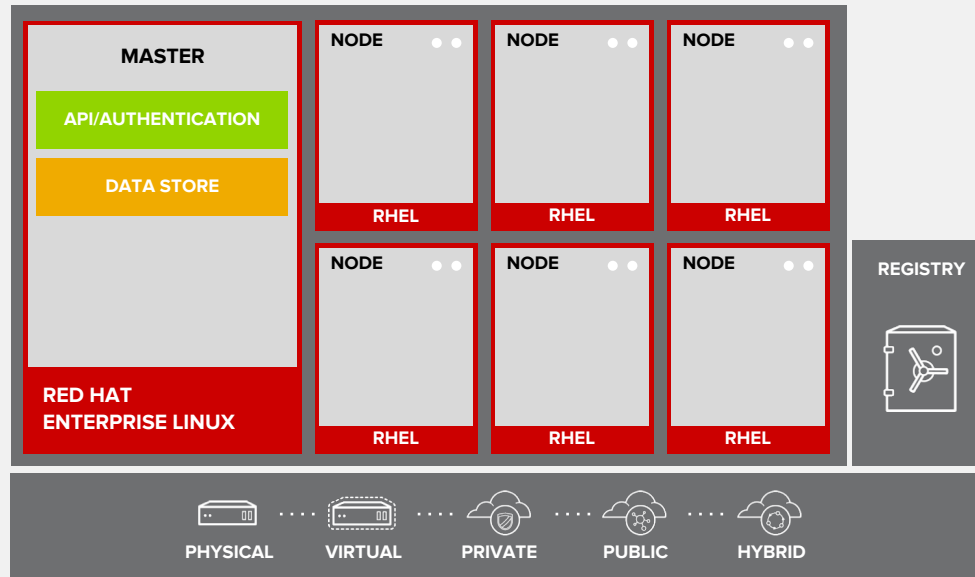 MASTER
API/AUTHENTICATION
DATA STORE
RED HAT
ENTERPRISE LINUX
NODE
NODE
NODE
RHEL
RHEL
RHEL
NODE
NODE
NODE
RHEL
RHEL
RHEL
REGISTRY
PHYSICAL
VIRTUAL
PRIVATE
PUBLIC
HYBRID